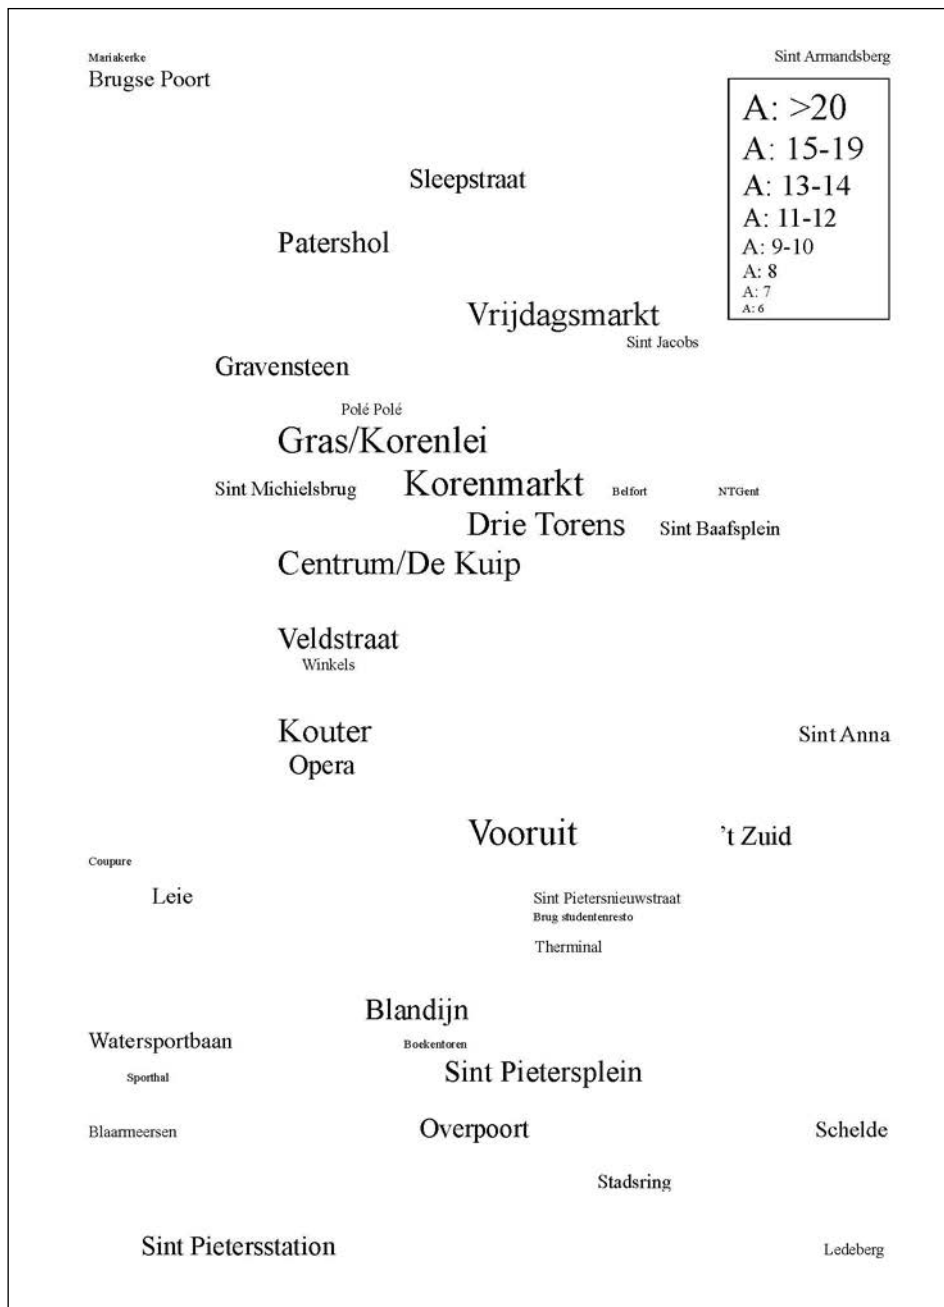 Mariakerke
Sint Armandsberg
Brugse Poort
A: >20
A: 15-19
A: 13-14
A: 11-12
A: 9-10
A: 8
A: 7
A: 6
Sleepstraat
Patershol
Vrijdagsmarkt
Sint Jacobs
Gravensteen
Polé Polé
Gras/Korenlei
Sint Michielsbrug Korenmarkt Belfort NTGent
Drie Torens Sint Baafsplein
Centrum/De Kuip
Veldstraat
Winkels
Kouter Sint Anna
Opera
Vooruit 't Zuid
Coupure
Leie Sint Pietersnieuwstraat
Brug studentenresto
Therminal
Blandijn
Watersportbaan Boekentoren
Sporthal Sint Pietersplein
Blaarmeersen Overpoort Schelde
Stadsring
Sint Pietersstation Ledeberg